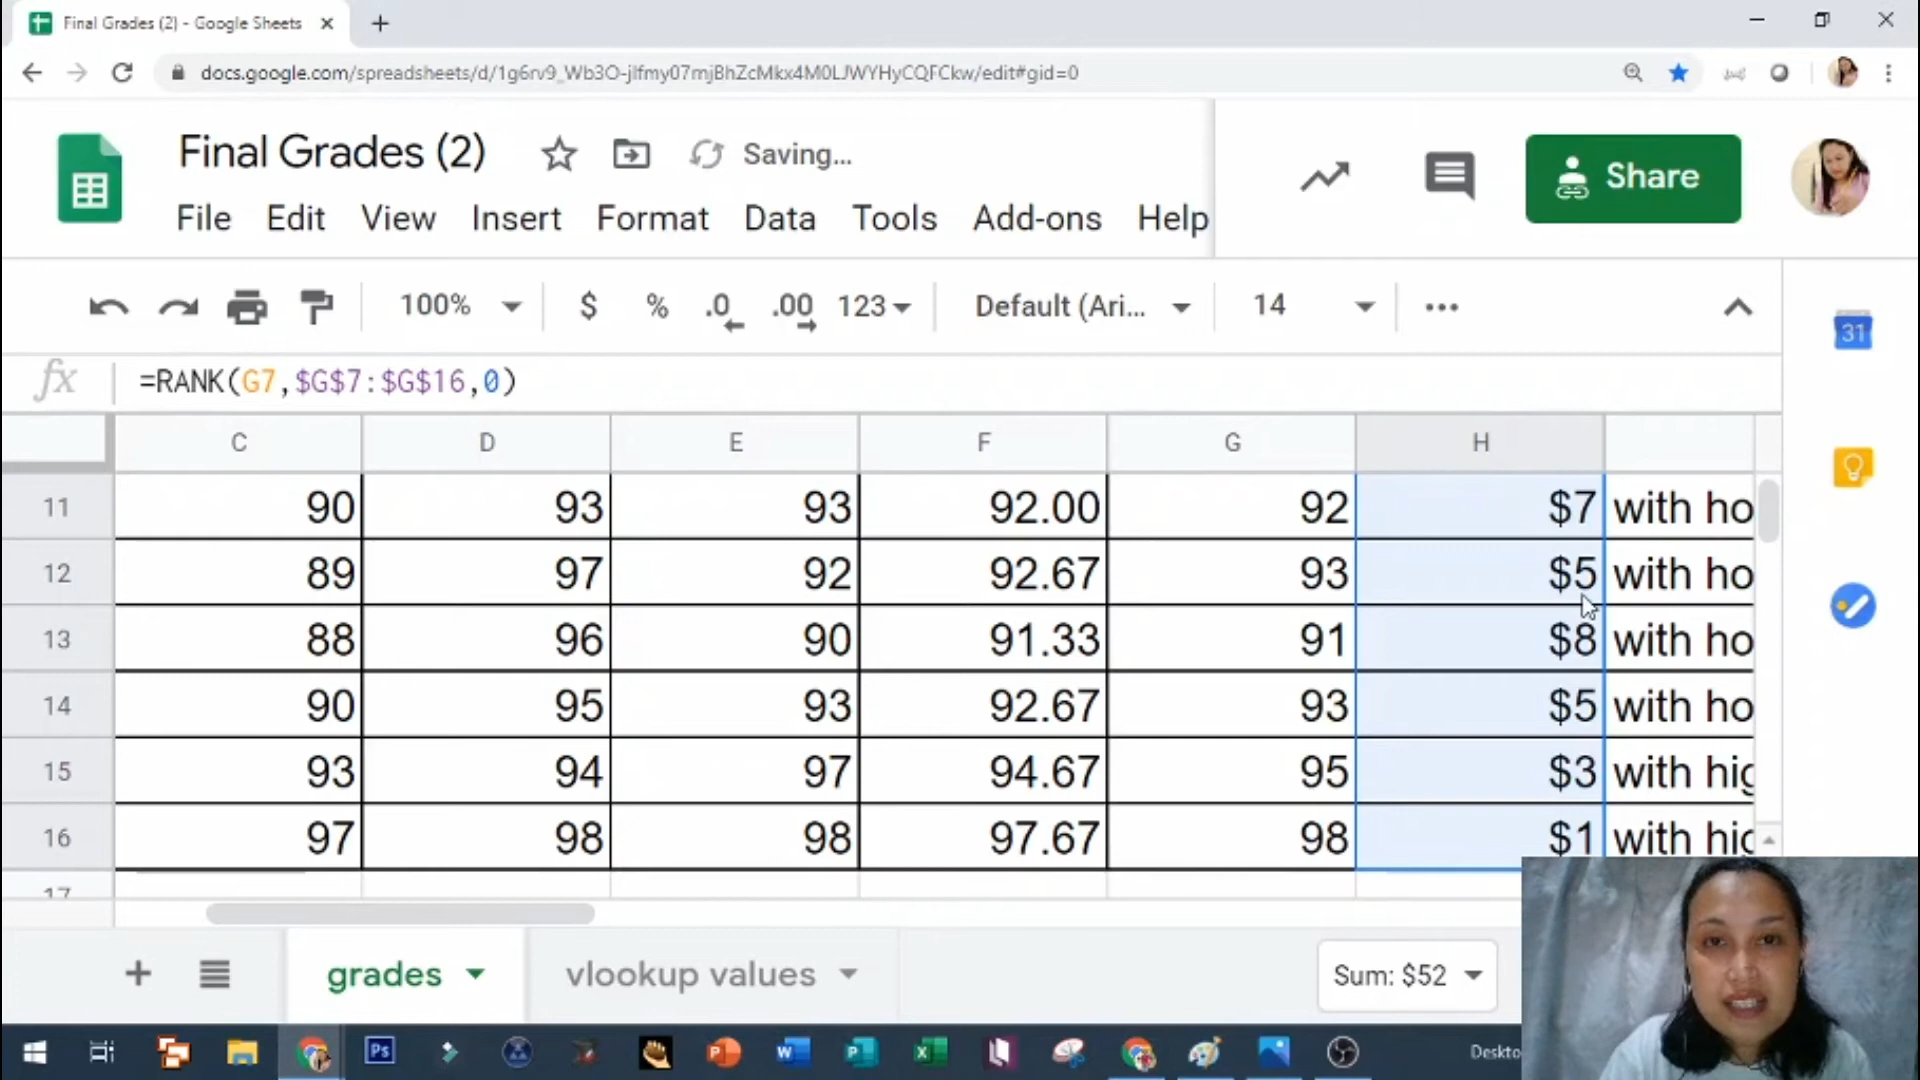 Final Grades (2) - Google Sheets
docs.google.com/spreadsheets/d/1g6rv9_Wb3O-jlfmy07mjBhZcMkx4M0LJWYHyCQFCkw/edit#gid=0
Final Grades (2) Saving...
File Edit View Insert Format Data Tools Add-ons Help
Share
100% $ % .0 .00 123 Default (Ari... 14
31
fx =RANK(G7,$G$7:$G$16,0)
C D E F G H
11 90 93 93 92.00 92 $7 with ho
12 89 97 92 92.67 93 $5 with ho
13 88 96 90 91.33 91 $8 with ho
14 90 95 93 92.67 93 $5 with ho
15 93 94 97 94.67 95 $3 with hig
16 97 98 98 97.67 98 $1 with hig
17
+ grades vlookup values Sum: $52
Ps P W P X Deskto